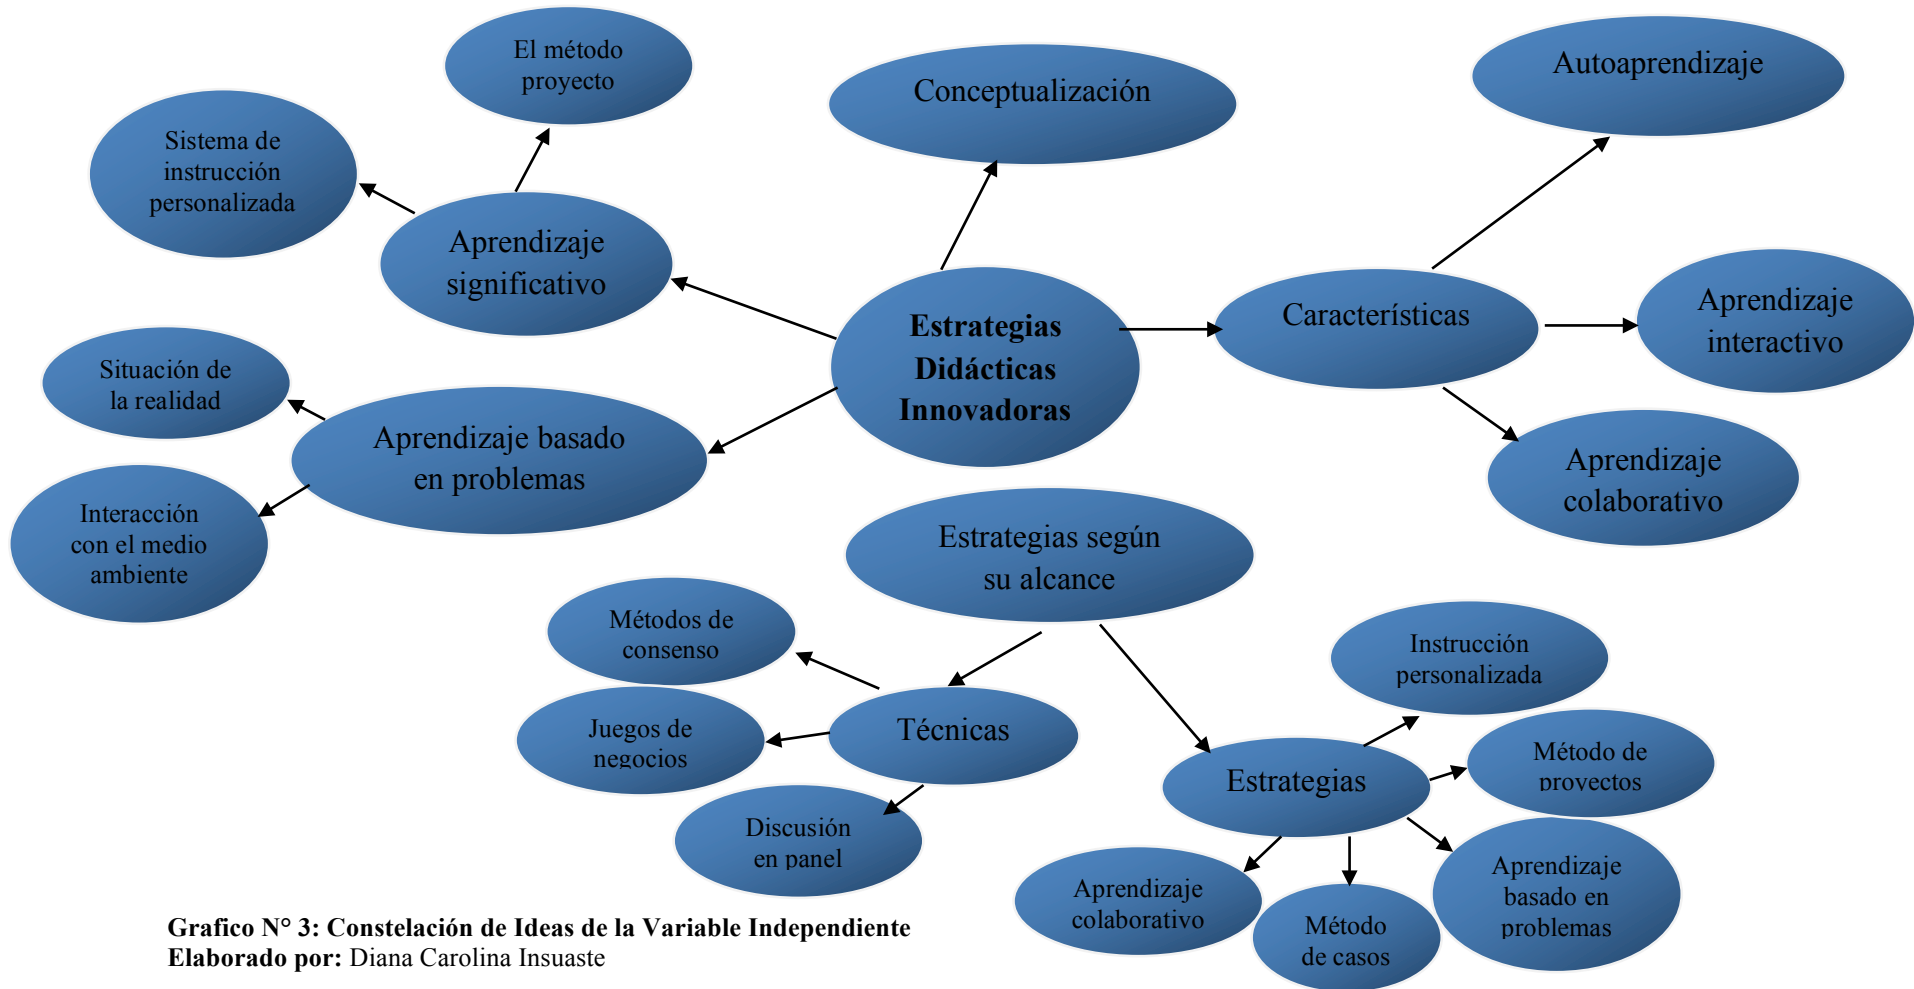 El método
proyecto
Conceptualización
Autoaprendizaje
Sistema de
instrucción
personalizada
Aprendizaje
significativo
Estrategias
Didácticas
Innovadoras
Características
Aprendizaje
interactivo
Situación de
la realidad
Aprendizaje basado
en problemas
Aprendizaje
colaborativo
Interacción
con el medio
ambiente
Estrategias según
su alcance
Métodos de
consenso
Instrucción
personalizada
Juegos de
negocios
Técnicas
Estrategias
Método de
proyectos
Discusión
en panel
Aprendizaje
colaborativo
Método
de casos
Aprendizaje
basado en
problemas
Grafico N° 3: Constelación de Ideas de la Variable Independiente
Elaborado por: Diana Carolina Insuaste